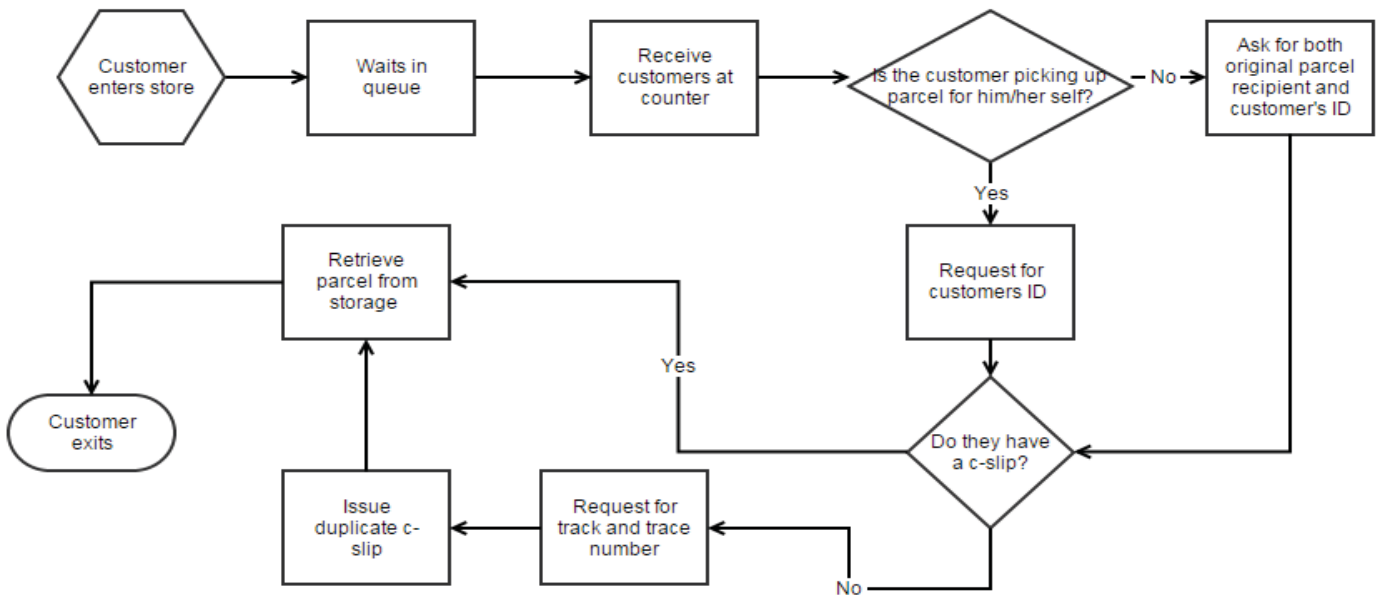 Customer
enters store
Waits in
queue
Receive
customers at
counter
Is the customer picking up
parcel for him/her self?
No
Ask for both
original parcel
recipient and
customer's ID
Yes
Request for
customers ID
Retrieve
parcel from
storage
Yes
Customer
exits
Do they have
a c-slip?
Issue
duplicate c-
slip
Request for
track and trace
number
No